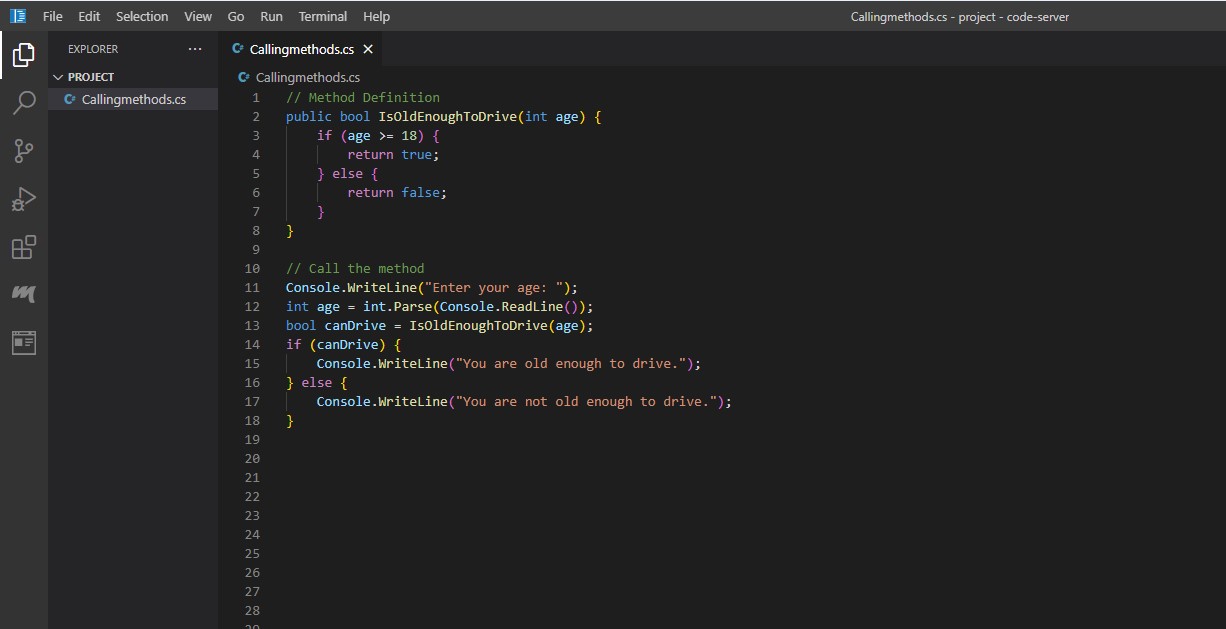 File Edit Selection View Go Run Terminal Help Callingmethods.cs - project - code-server
EXPLORER ···
PROJECT
Callingmethods.cs
Callingmethods.cs ×
Callingmethods.cs
1 // Method Definition
2 public bool IsOldEnoughToDrive(int age) {
3 if (age >= 18) {
4 return true;
5 } else {
6 return false;
7 }
8 }
9
10 // Call the method
11 Console.WriteLine("Enter your age: ");
12 int age = int.Parse(Console.ReadLine());
13 bool canDrive = IsOldEnoughToDrive(age);
14 if (canDrive) {
15 Console.WriteLine("You are old enough to drive.");
16 } else {
17 Console.WriteLine("You are not old enough to drive.");
18 }
19
20
21
22
23
24
25
26
27
28